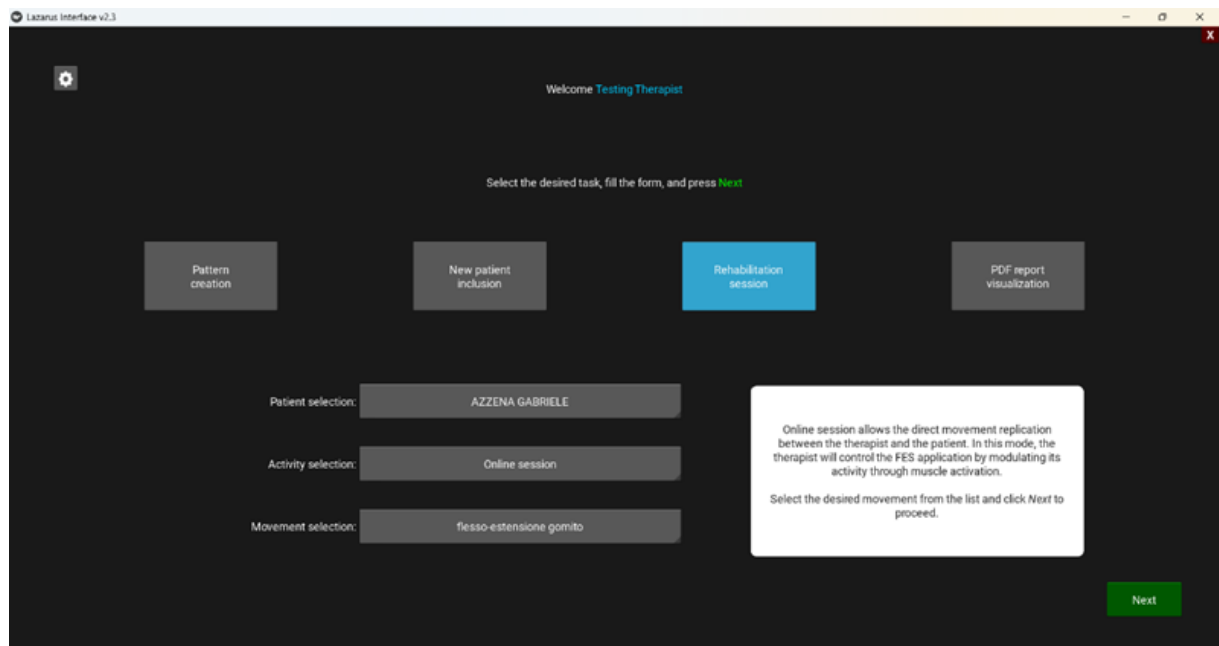 Lazarus Interface v2.3
X
Welcome Testing Therapist
Select the desired task, fill the form, and press Next
Pattern
creation
New patient
inclusion
Rehabilitation
session
PDF report
visualization
Patient selection:
AZZENA GABRIELE
Activity selection:
Online session
Movement selection:
flesso-estensione gomito
Online session allows the direct movement replication
between the therapist and the patient. In this mode, the
therapist will control the FES application by modulating its
activity through muscle activation.
Select the desired movement from the list and click Next to
proceed.
Next